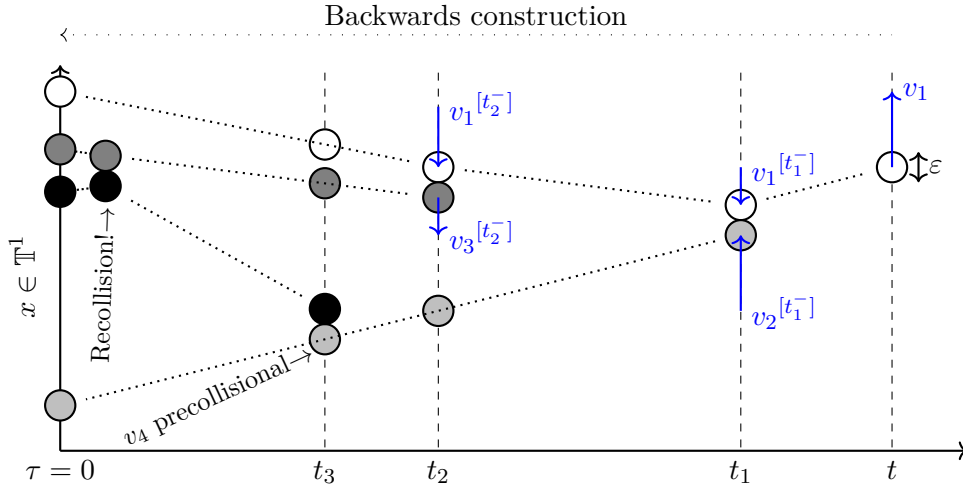 Backwards construction
v₁^{[t₂⁻]}
v₁
v₁^{[t₁⁻]}
ε
v₃^{[t₂⁻]}
x ∈ 𝕋¹
Recollision!→
v₂^{[t₁⁻]}
v₄ precollisional→
τ = 0
t₃
t₂
t₁
t